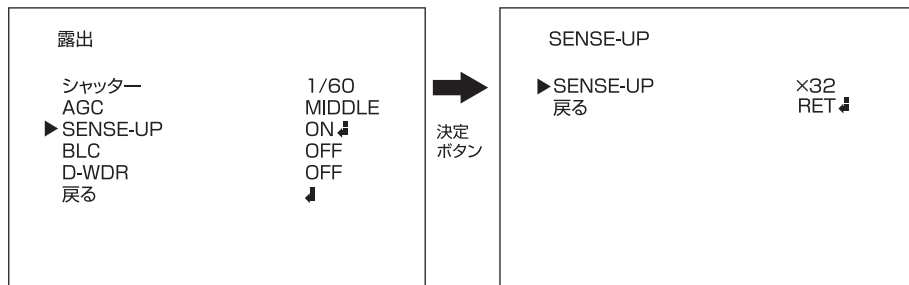 露出
シャッター 1/60
AGC MIDDLE
▶SENSE-UP ON↲
BLC OFF
D-WDR OFF
戻る ↲
決定
ボタン
SENSE-UP
▶SENSE-UP ×32
戻る RET↲